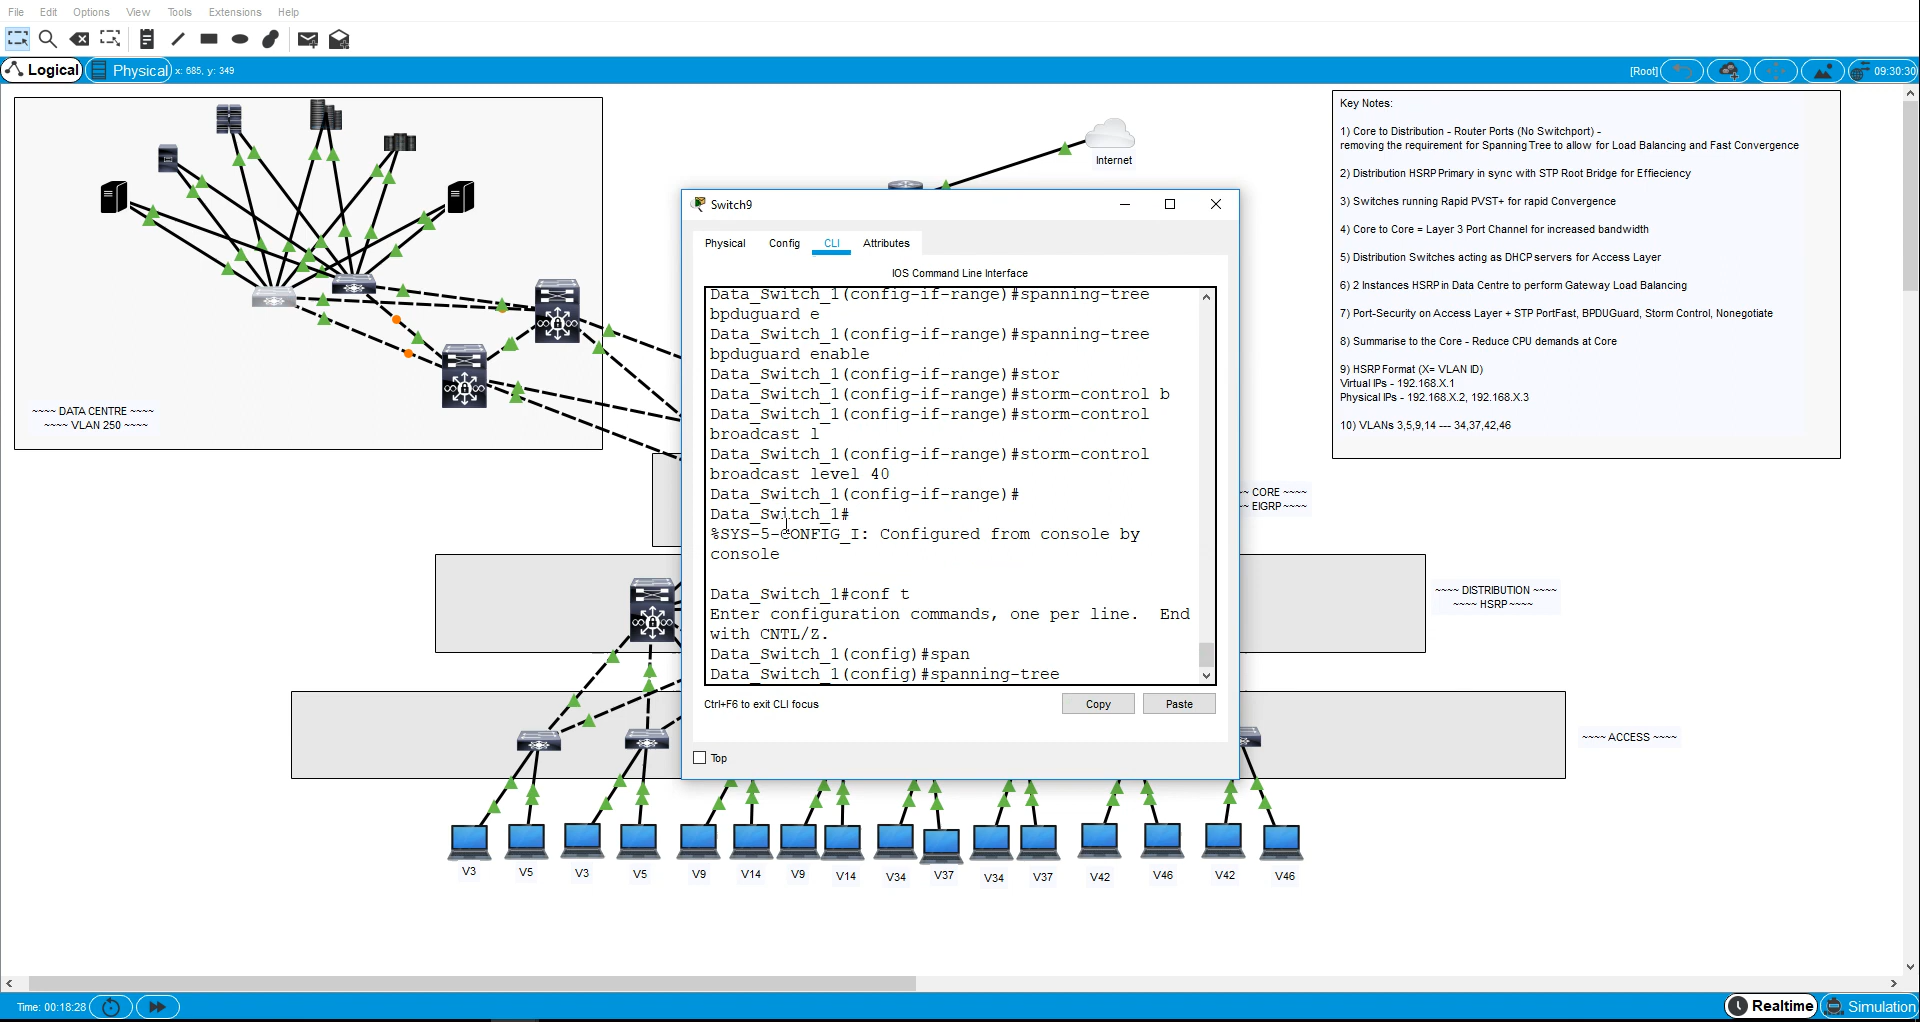 File Edit Options View Tools Extensions Help
Logical Physical x: 685, y: 349 [Root] 09:30:30
Key Notes:
1) Core to Distribution - Router Ports (No Switchport) -
removing the requirement for Spanning Tree to allow for Load Balancing and Fast Convergence
2) Distribution HSRP Primary in sync with STP Root Bridge for Effieciency
3) Switches running Rapid PVST+ for rapid Convergence
4) Core to Core = Layer 3 Port Channel for increased bandwidth
5) Distribution Switches acting as DHCP servers for Access Layer
6) 2 Instances HSRP in Data Centre to perform Gateway Load Balancing
7) Port-Security on Access Layer + STP PortFast, BPDUGuard, Storm Control, Nonegotiate
8) Summarise to the Core - Reduce CPU demands at Core
9) HSRP Format (X= VLAN ID)
Virtual IPs - 192.168.X.1
Physical IPs - 192.168.X.2, 192.168.X.3
10) VLANs 3,5,9,14 --- 34,37,42,46
Internet
~~~~ DATA CENTRE ~~~~
~~~~ VLAN 250 ~~~~
Switch9
Physical Config CLI Attributes
IOS Command Line Interface
Data_Switch_1(config-if-range)#spanning-tree
bpduguard e
Data_Switch_1(config-if-range)#spanning-tree
bpduguard enable
Data_Switch_1(config-if-range)#stor
Data_Switch_1(config-if-range)#storm-control b
Data_Switch_1(config-if-range)#storm-control
broadcast l
Data_Switch_1(config-if-range)#storm-control
broadcast level 40
Data_Switch_1(config-if-range)#
Data_Switch_1#
%SYS-5-CONFIG_I: Configured from console by
console
Data_Switch_1#conf t
Enter configuration commands, one per line. End
with CNTL/Z.
Data_Switch_1(config)#span
Data_Switch_1(config)#spanning-tree
Ctrl+F6 to exit CLI focus
Copy Paste
Top
~~ CORE ~~~~
~ EIGRP ~~~~
~~~~ DISTRIBUTION ~~~~
~~~~ HSRP ~~~~
~~~~ ACCESS ~~~~
V3 V5 V3 V5 V9 V14 V9 V14 V34 V37 V34 V37 V42 V46 V42 V46
Time: 00:18:28 Realtime Simulation